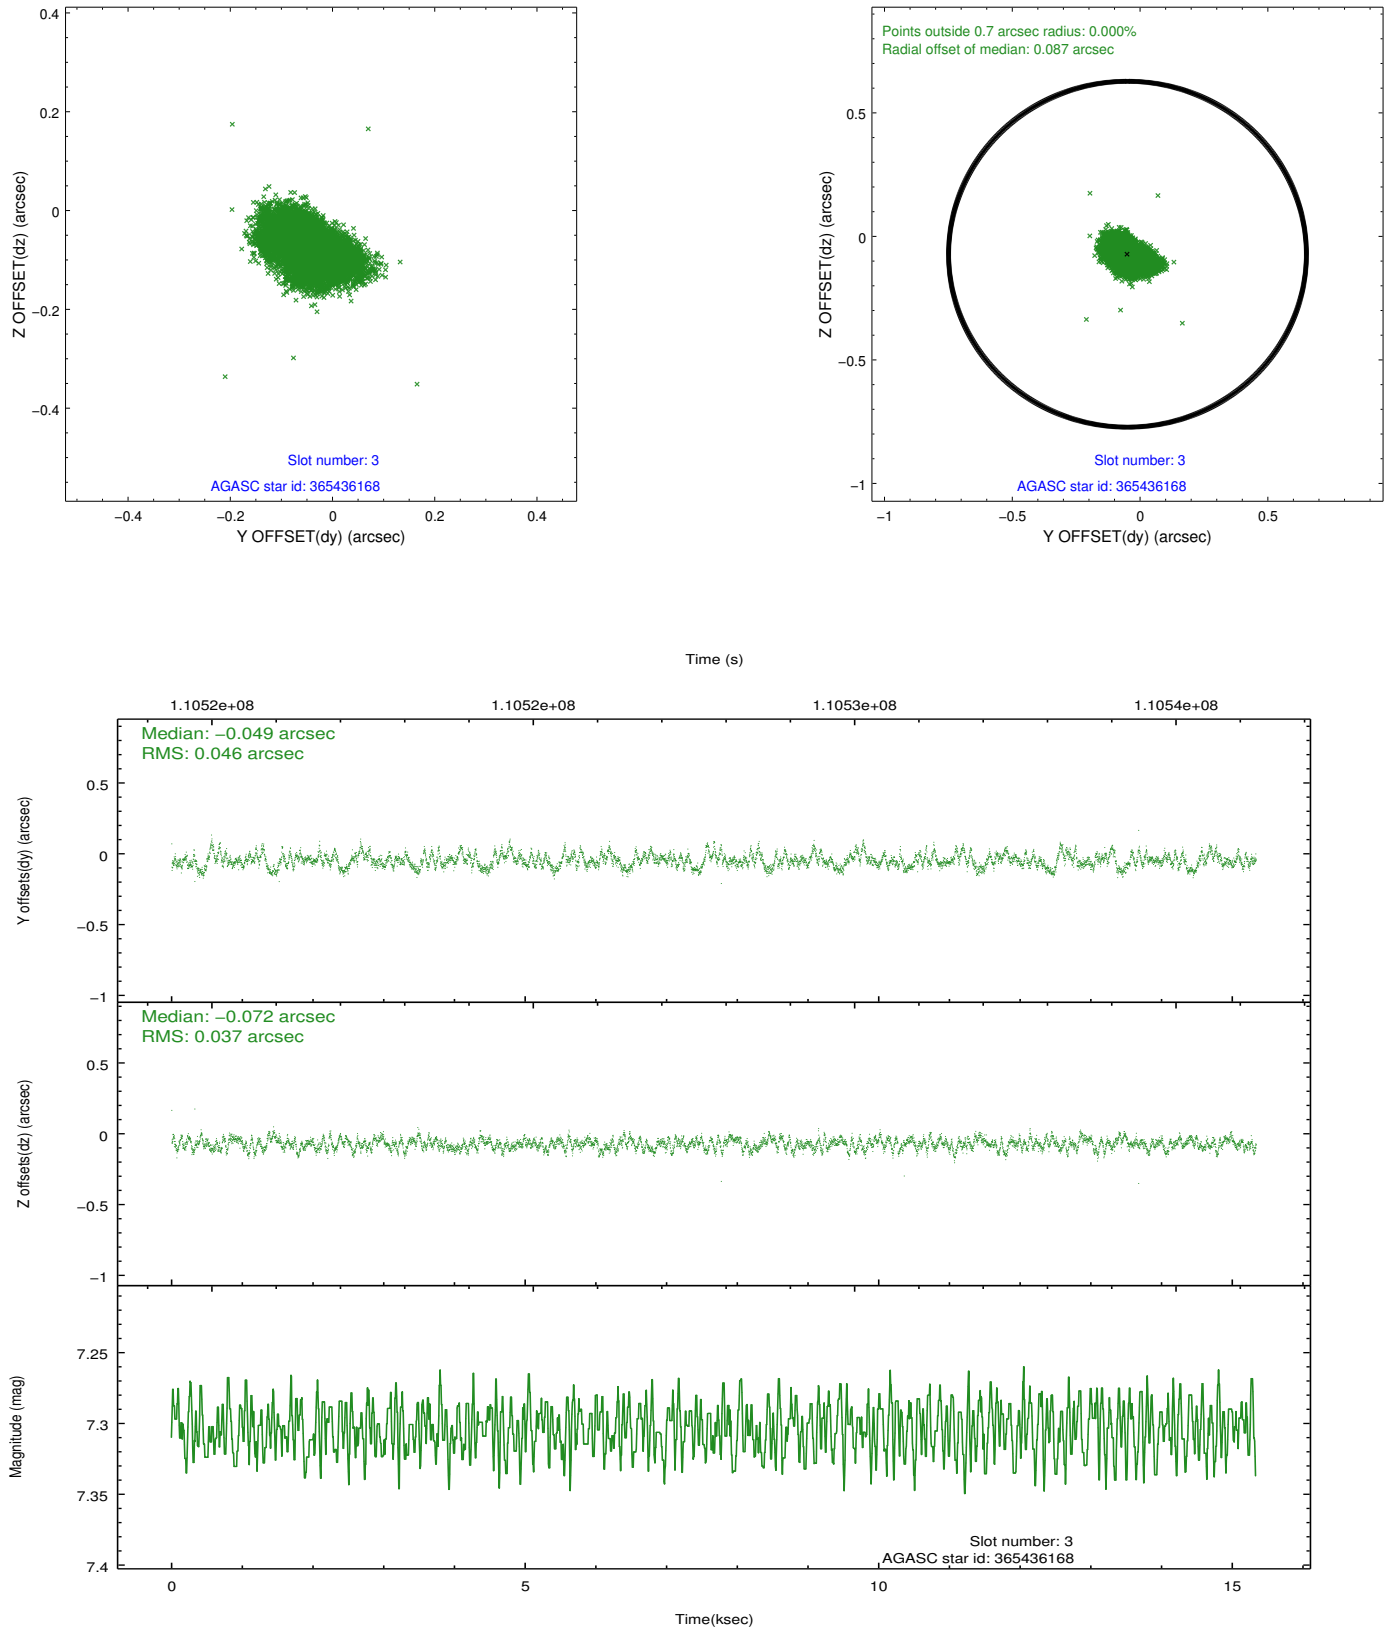 0.4
0.2
0
−0.2
−0.4
Z OFFSET(dz) (arcsec)
Slot number: 3
AGASC star id: 365436168
−0.4
−0.2
0
0.2
0.4
Y OFFSET(dy) (arcsec)
Points outside 0.7 arcsec radius: 0.000%
Radial offset of median: 0.087 arcsec
0.5
0
−0.5
−1
Z OFFSET(dz) (arcsec)
Slot number: 3
AGASC star id: 365436168
−1
−0.5
0
0.5
Y OFFSET(dy) (arcsec)
Time (s)
1.1052e+08
1.1052e+08
1.1053e+08
1.1054e+08
Median: −0.049 arcsec
RMS: 0.046 arcsec
0.5
0
−0.5
−1
Y offsets(dy) (arcsec)
Median: −0.072 arcsec
RMS: 0.037 arcsec
0.5
0
−0.5
−1
Z offsets(dz) (arcsec)
7.25
7.3
7.35
7.4
Magnitude (mag)
Slot number: 3
AGASC star id: 365436168
0
5
10
15
Time(ksec)